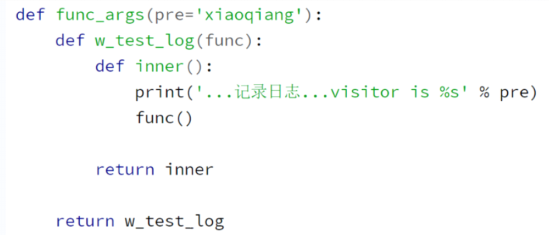 def func_args(pre='xiaoqiang'):
    def w_test_log(func):
        def inner():
            print('...记录日志...visitor is %s' % pre)
            func()
        return inner
    return w_test_log